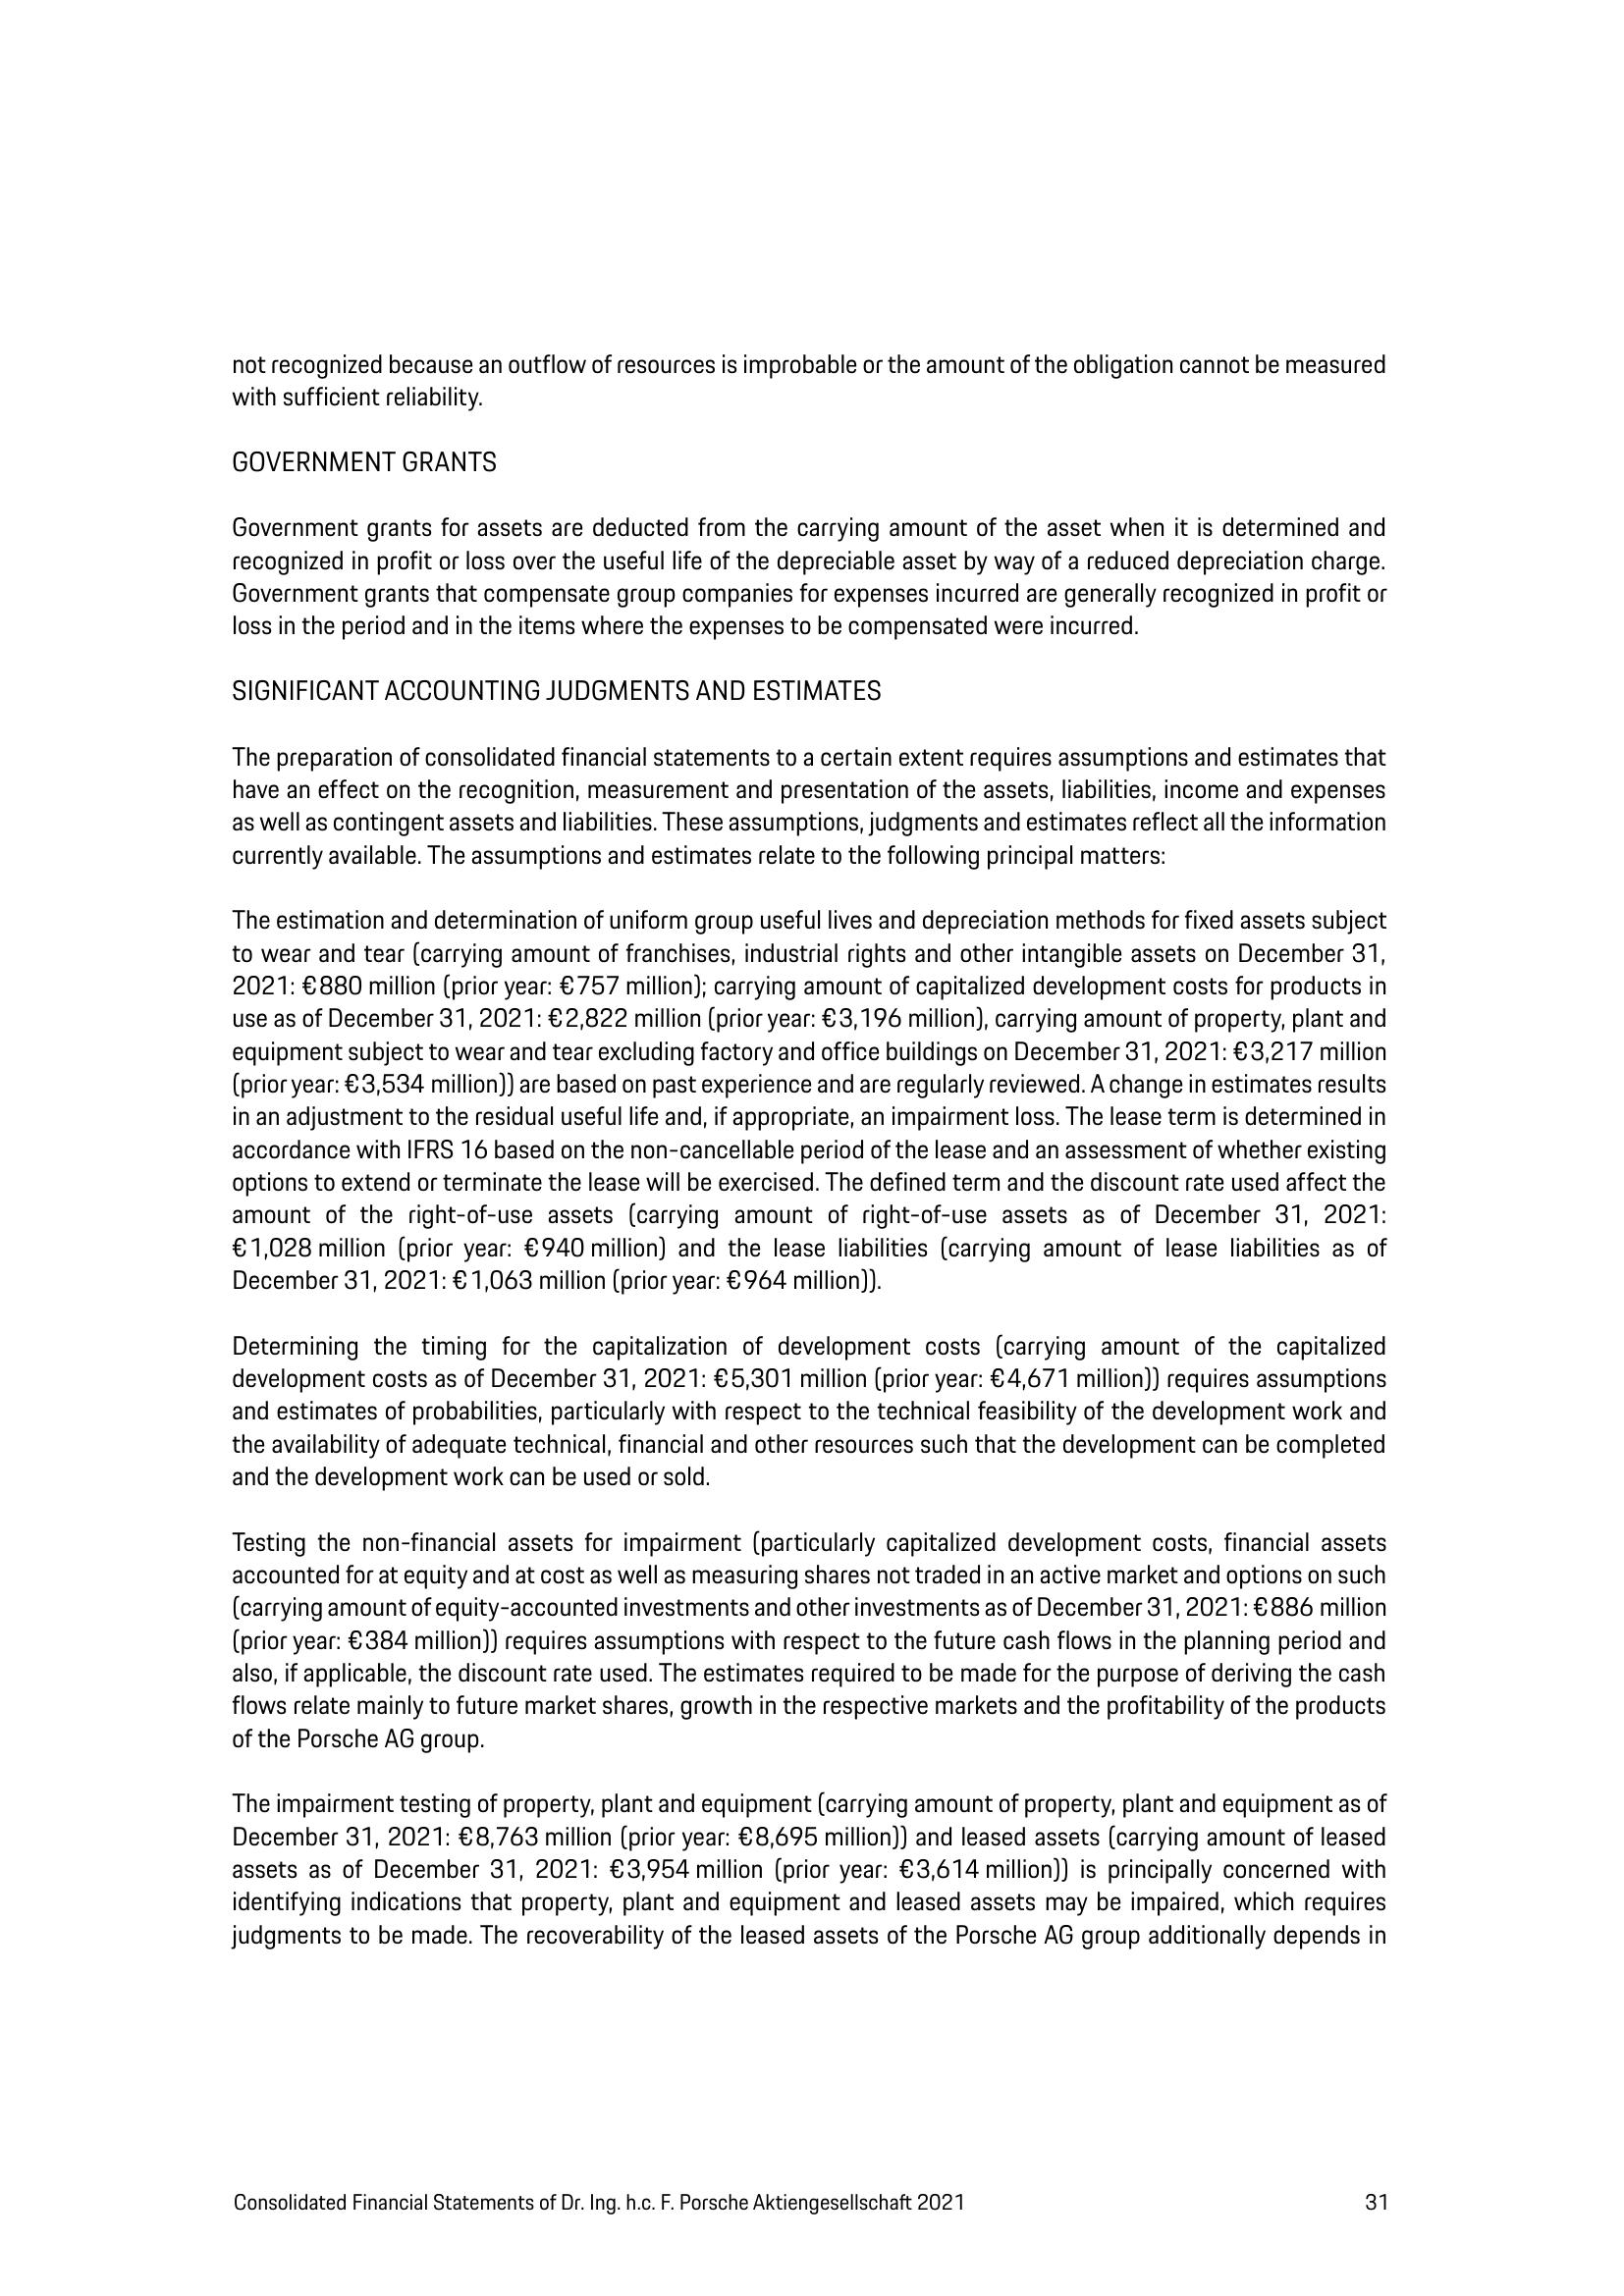 not recognized because an outflow of resources is improbable or the amount of the obligation cannot be measured
with sufficient reliability.
GOVERNMENT GRANTS
Government grants for assets are deducted from the carrying amount of the asset when it is determined and
recognized in profit or loss over the useful life of the depreciable asset by way of a reduced depreciation charge.
Government grants that compensate group companies for expenses incurred are generally recognized in profit or
loss in the period and in the items where the expenses to be compensated were incurred.
SIGNIFICANT ACCOUNTING JUDGMENTS AND ESTIMATES
The preparation of consolidated financial statements to a certain extent requires assumptions and estimates that
have an effect on the recognition, measurement and presentation of the assets, liabilities, income and expenses
as well as contingent assets and liabilities. These assumptions, judgments and estimates reflect all the information
currently available. The assumptions and estimates relate to the following principal matters:
The estimation and determination of uniform group useful lives and depreciation methods for fixed assets subject
to wear and tear (carrying amount of franchises, industrial rights and other intangible assets on December 31,
2021: €880 million (prior year: €757 million); carrying amount of capitalized development costs for products in
use as of December 31, 2021: €2,822 million (prior year: €3,196 million), carrying amount of property, plant and
equipment subject to wear and tear excluding factory and office buildings on December 31, 2021: €3,217 million
(prior year: €3,534 million)) are based on past experience and are regularly reviewed. A change in estimates results
in an adjustment to the residual useful life and, if appropriate, an impairment loss. The lease term is determined in
accordance with IFRS 16 based on the non-cancellable period of the lease and an assessment of whether existing
options to extend or terminate the lease will be exercised. The defined term and the discount rate used affect the
amount of the right-of-use assets (carrying amount of right-of-use assets as of December 31, 2021:
€1,028 million (prior year: €940 million) and the lease liabilities (carrying amount of lease liabilities as of
December 31, 2021: €1,063 million (prior year: €964 million)).
Determining the timing for the capitalization of development costs (carrying amount of the capitalized
development costs as of December 31, 2021: €5,301 million (prior year: €4,671 million)) requires assumptions
and estimates of probabilities, particularly with respect to the technical feasibility of the development work and
the availability of adequate technical, financial and other resources such that the development can be completed
and the development work can be used or sold.
Testing the non-financial assets for impairment (particularly capitalized development costs, financial assets
accounted for at equity and at cost as well as measuring shares not traded in an active market and options on such
(carrying amount of equity-accounted investments and other investments as of December 31, 2021: €886 million
(prior year: €384 million)) requires assumptions with respect to the future cash flows in the planning period and
also, if applicable, the discount rate used. The estimates required to be made for the purpose of deriving the cash
flows relate mainly to future market shares, growth in the respective markets and the profitability of the products
of the Porsche AG group.
The impairment testing of property, plant and equipment (carrying amount of property, plant and equipment as of
December 31, 2021: €8,763 million (prior year: €8,695 million)) and leased assets (carrying amount of leased
assets as of December 31, 2021: €3,954 million (prior year: €3,614 million)) is principally concerned with
identifying indications that property, plant and equipment and leased assets may be impaired, which requires
judgments to be made. The recoverability of the leased assets of the Porsche AG group additionally depends in
Consolidated Financial Statements of Dr. Ing. h.c. F. Porsche Aktiengesellschaft 2021 31